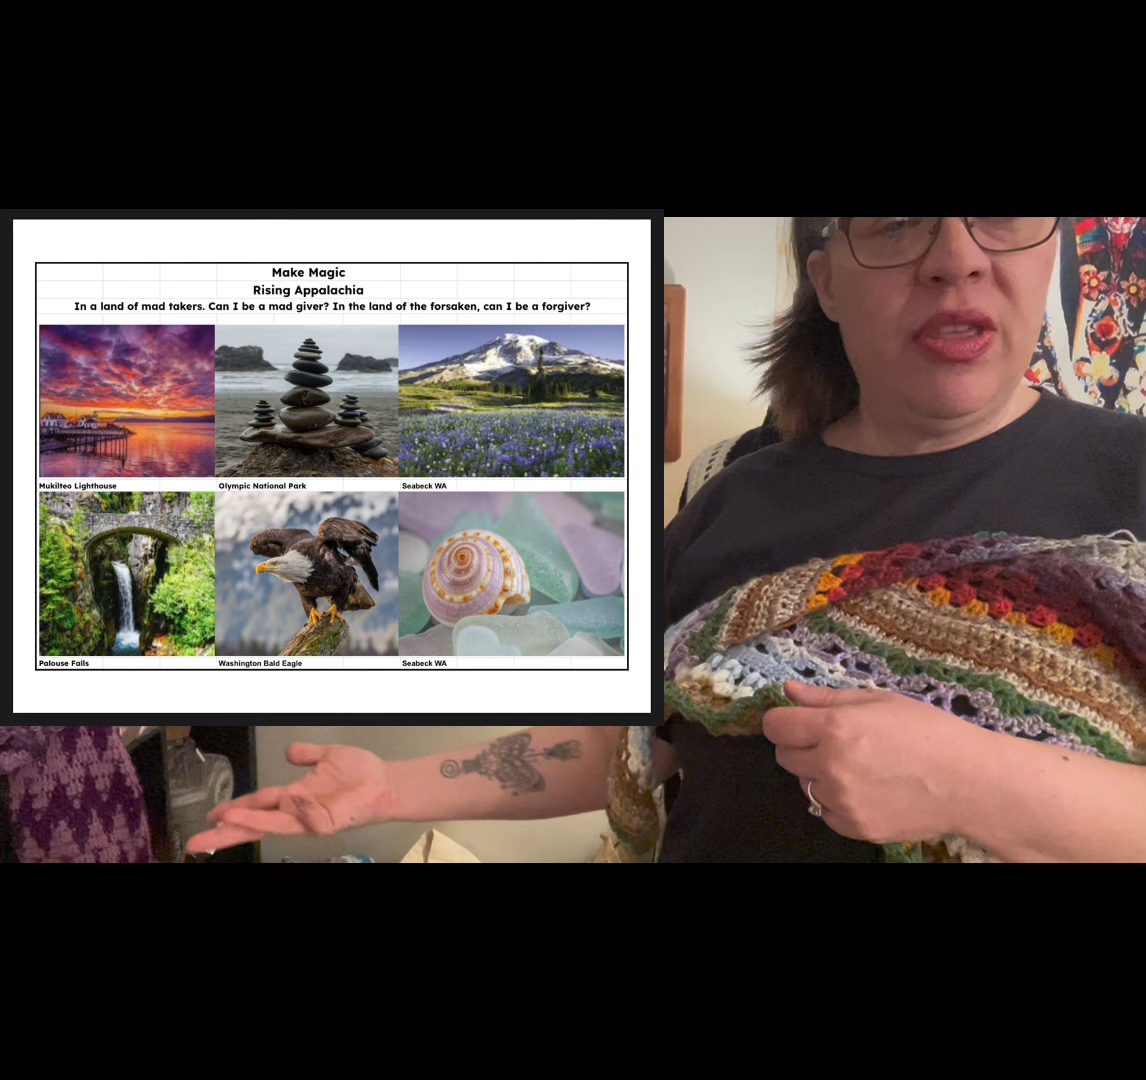 Make Magic
Rising Appalachia
In a land of mad takers. Can I be a mad giver? In the land of the forsaken, can I be a forgiver?
Mukilteo Lighthouse Olympic National Park Seabeck WA
Palouse Falls Washington Bald Eagle Seabeck WA